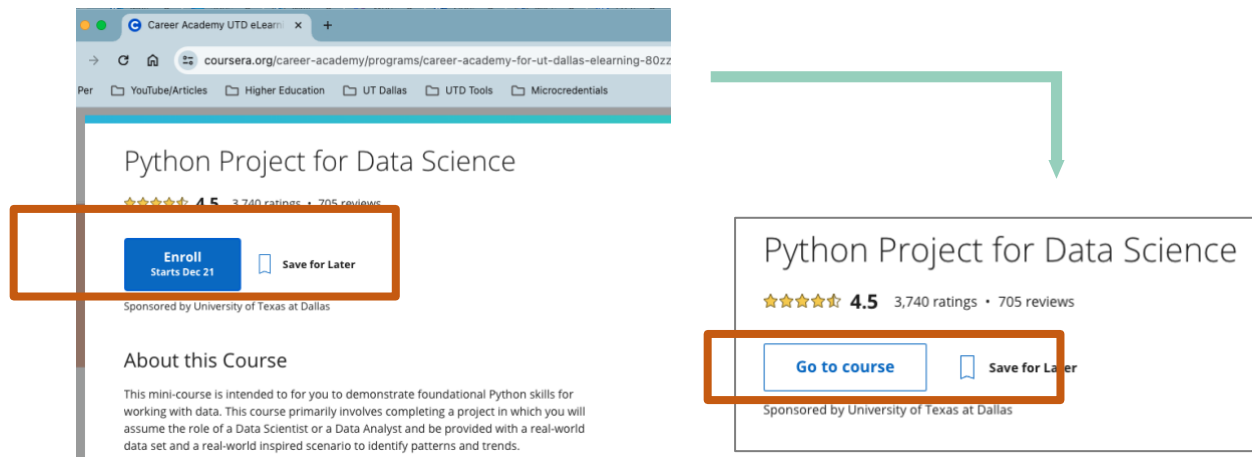 Career Academy UTD eLearni
coursera.org/career-academy/programs/career-academy-for-ut-dallas-elearning-80zz
Per YouTube/Articles Higher Education UT Dallas UTD Tools Microcredentials
Python Project for Data Science
4.5 3,740 ratings • 705 reviews
Enroll
Starts Dec 21
Save for Later
Sponsored by University of Texas at Dallas
About this Course
This mini-course is intended to for you to demonstrate foundational Python skills for
working with data. This course primarily involves completing a project in which you will
assume the role of a Data Scientist or a Data Analyst and be provided with a real-world
data set and a real-world inspired scenario to identify patterns and trends.
Python Project for Data Science
4.5 3,740 ratings • 705 reviews
Go to course
Save for Later
Sponsored by University of Texas at Dallas